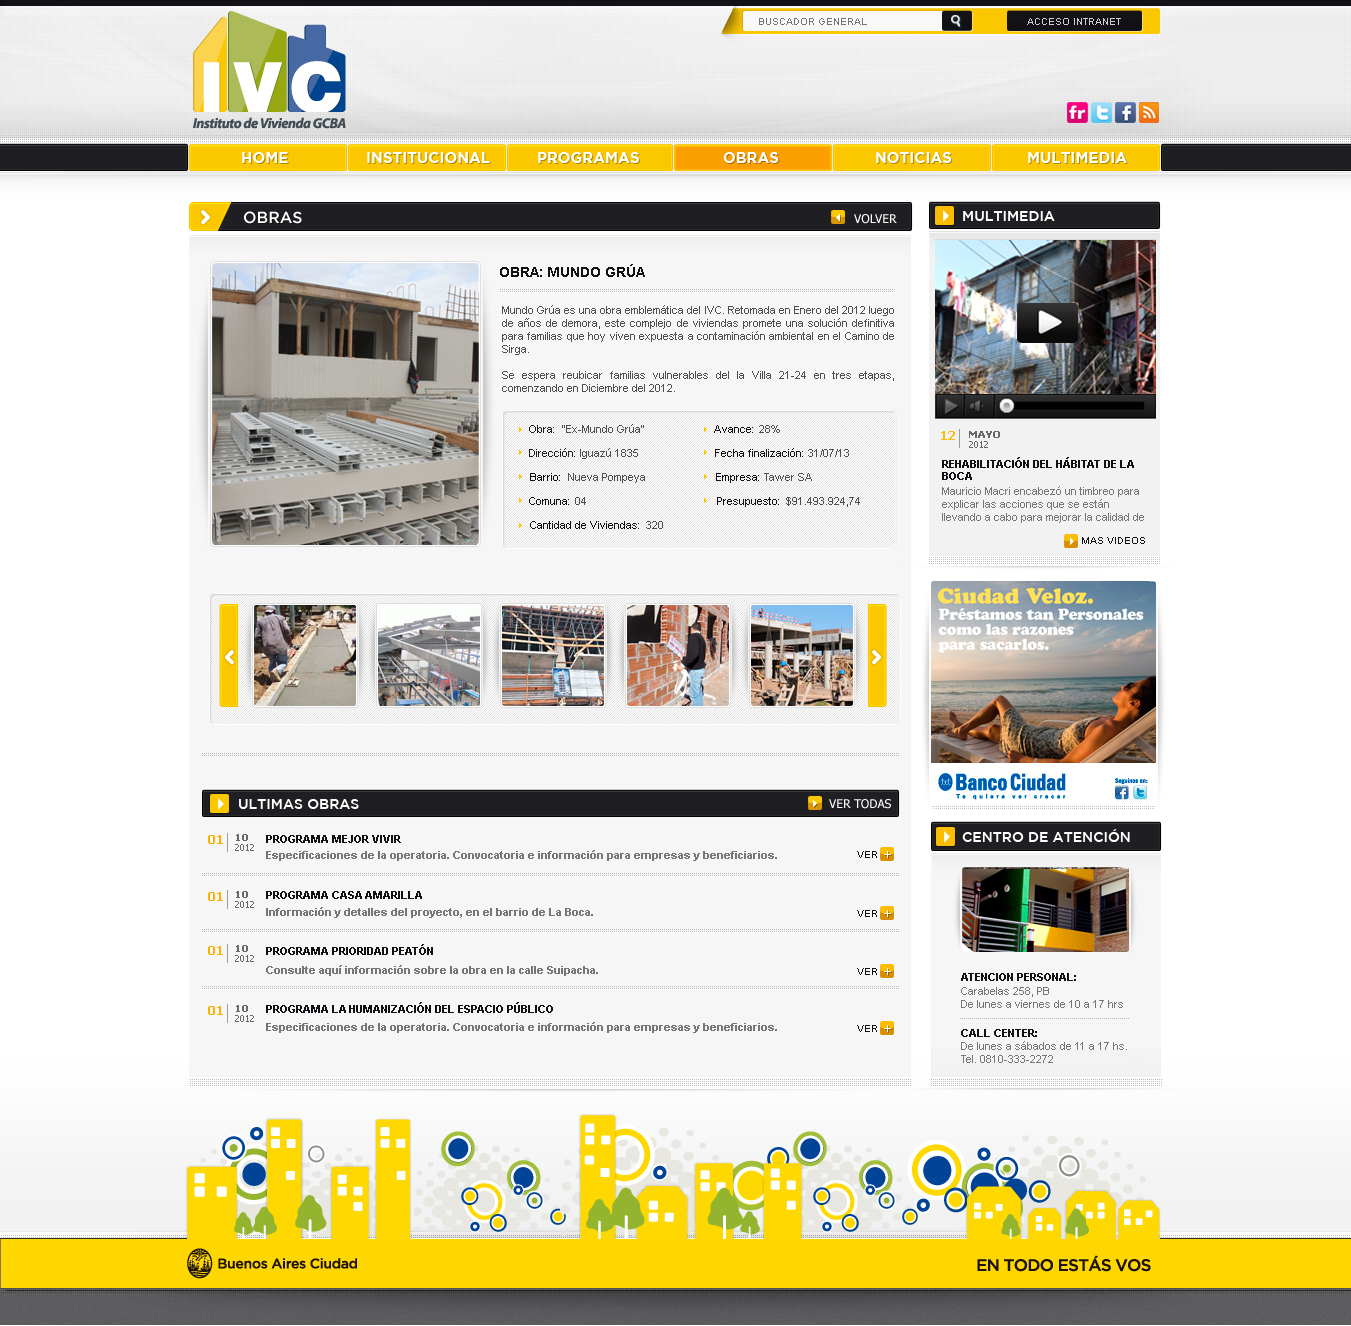 BUSCADOR GENERAL
ACCESO INTRANET
IVC
Instituto de Vivienda GCBA
fr
HOME
INSTITUCIONAL
PROGRAMAS
OBRAS
NOTICIAS
MULTIMEDIA
OBRAS
VOLVER
OBRA: MUNDO GRÚA
Mundo Grúa es una obra emblemática del IVC. Retomada en Enero del 2012 luego
de años de demora, este complejo de viviendas promete una solución definitiva
para familias que hoy viven expuesta a contaminación ambiental en el Camino de
Sirga.
Se espera reubicar familias vulnerables del la Villa 21-24 en tres etapas,
comenzando en Diciembre del 2012.
Obra: "Ex-Mundo Grúa"
Avance: 28%
Dirección: Iguazú 1835
Fecha finalización: 31/07/13
Barrio: Nueva Pompeya
Empresa: Tawer SA
Comuna: 04
Presupuesto: $91.493.924,74
Cantidad de Viviendas: 320
ULTIMAS OBRAS
VER TODAS
01 10 2012
PROGRAMA MEJOR VIVIR
Especificaciones de la operatoria. Convocatoria e información para empresas y beneficiarios.
VER
01 10 2012
PROGRAMA CASA AMARILLA
Información y detalles del proyecto, en el barrio de La Boca.
VER
01 10 2012
PROGRAMA PRIORIDAD PEATÓN
Consulte aquí información sobre la obra en la calle Suipacha.
VER
01 10 2012
PROGRAMA LA HUMANIZACIÓN DEL ESPACIO PÚBLICO
Especificaciones de la operatoria. Convocatoria e información para empresas y beneficiarios.
VER
MULTIMEDIA
12 MAYO
2012
REHABILITACIÓN DEL HÁBITAT DE LA
BOCA
Mauricio Macri encabezó un timbreo para
explicar las acciones que se están
llevando a cabo para mejorar la calidad de
MAS VIDEOS
Ciudad Veloz.
Préstamos tan Personales
como las razones
para sacarlos.
Banco Ciudad
Te quiere ver crecer
Seguinos en:
CENTRO DE ATENCIÓN
ATENCION PERSONAL:
Carabelas 258, PB
De lunes a viernes de 10 a 17 hrs
CALL CENTER:
De lunes a sábados de 11 a 17 hs.
Tel. 0810-333-2272
Buenos Aires Ciudad
EN TODO ESTÁS VOS